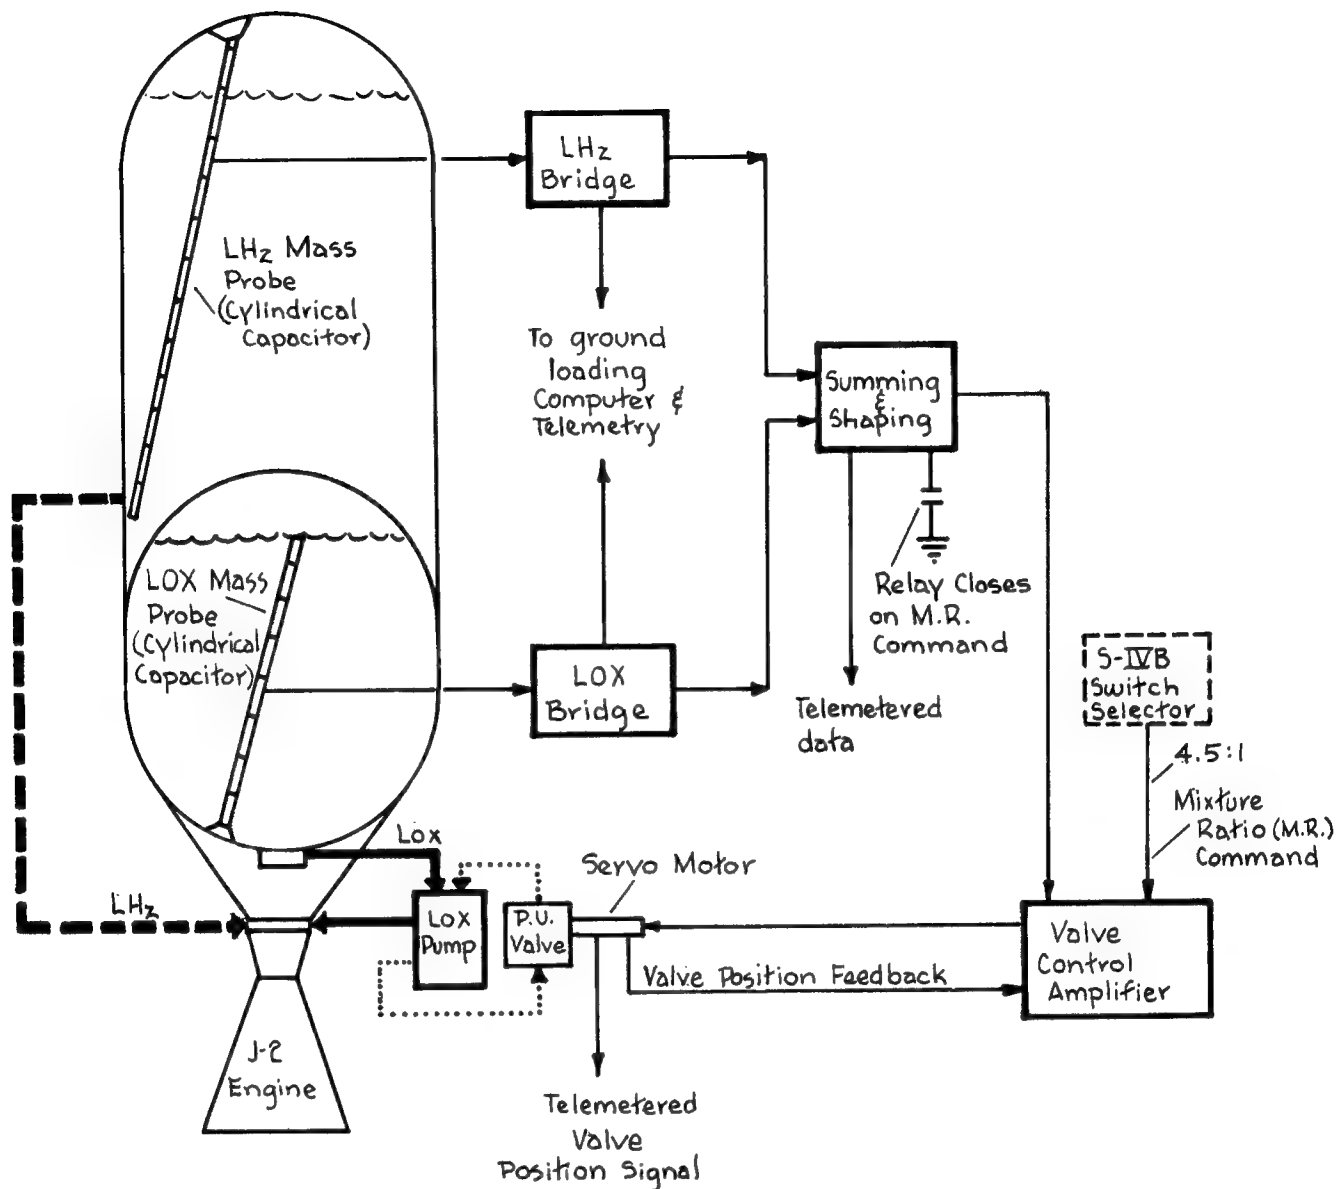 LH2
Bridge
LH2 Mass
Probe
(Cylindrical
Capacitor)
To ground
loading
Computer &
Telemetry
Summing
&
Shaping
LOX Mass
Probe
(Cylindrical
Capacitor)
LOX
Bridge
Relay Closes
on M.R.
Command
Telemetered
data
S-IVB
Switch
Selector
4.5:1
Mixture
Ratio (M.R.)
Command
Lox
Servo Motor
LH2
Lox
Pump
P.U.
Valve
Valve
Control
Amplifier
Valve Position Feedback
J-2
Engine
Telemetered
Valve
Position Signal